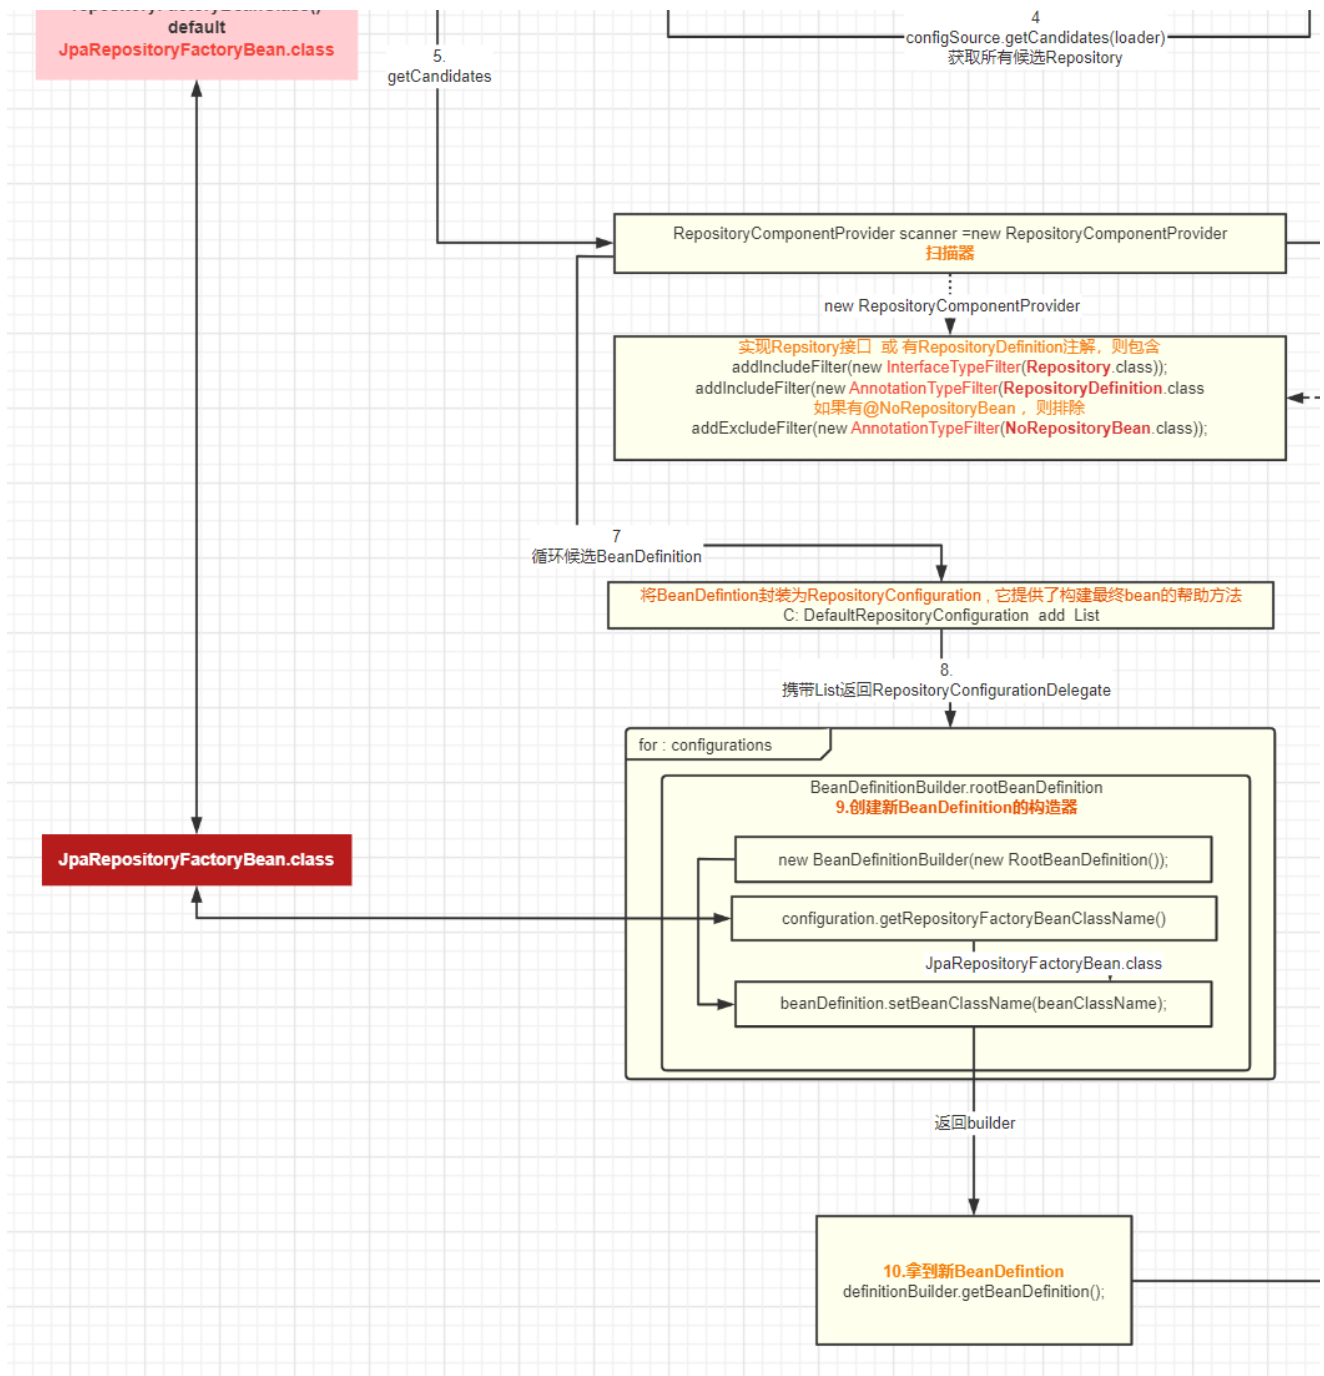 default
JpaRepositoryFactoryBean.class
5.
getCandidates
4
configSource.getCandidates(loader)
获取所有候选Repository
RepositoryComponentProvider scanner =new RepositoryComponentProvider
扫描器
new RepositoryComponentProvider
实现Repsitory接口 或 有RepositoryDefinition注解，则包含
addIncludeFilter(new InterfaceTypeFilter(Repository.class));
addIncludeFilter(new AnnotationTypeFilter(RepositoryDefinition.class
如果有@NoRepositoryBean ，则排除
addExcludeFilter(new AnnotationTypeFilter(NoRepositoryBean.class));
7
循环候选BeanDefinition
将BeanDefintion封装为RepositoryConfiguration , 它提供了构建最终bean的帮助方法
C: DefaultRepositoryConfiguration add List
8.
携带List返回RepositoryConfigurationDelegate
for : configurations
BeanDefinitionBuilder.rootBeanDefinition
9.创建新BeanDefinition的构造器
new BeanDefinitionBuilder(new RootBeanDefinition());
JpaRepositoryFactoryBean.class
configuration.getRepositoryFactoryBeanClassName()
JpaRepositoryFactoryBean.class
beanDefinition.setBeanClassName(beanClassName);
返回builder
10.拿到新BeanDefintion
definitionBuilder.getBeanDefinition();